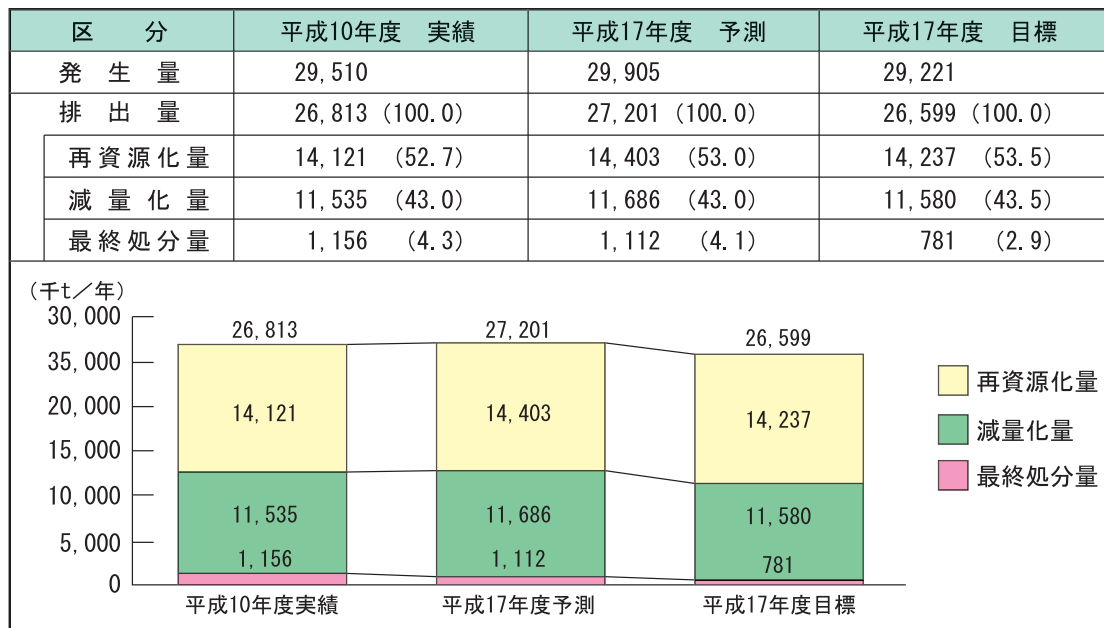 区　分 平成10年度　実績 平成17年度　予測 平成17年度　目標
発生量 29,510 29,905 29,221
排出量 26,813 (100.0) 27,201 (100.0) 26,599 (100.0)
再資源化量 14,121 (52.7) 14,403 (53.0) 14,237 (53.5)
減量化量 11,535 (43.0) 11,686 (43.0) 11,580 (43.5)
最終処分量 1,156 (4.3) 1,112 (4.1) 781 (2.9)
(千t／年)
30,000
35,000
20,000
15,000
10,000
5,000
0
26,813 27,201 26,599
14,121 14,403 14,237
11,535 11,686 11,580
1,156 1,112 781
平成10年度実績 平成17年度予測 平成17年度目標
再資源化量
減量化量
最終処分量